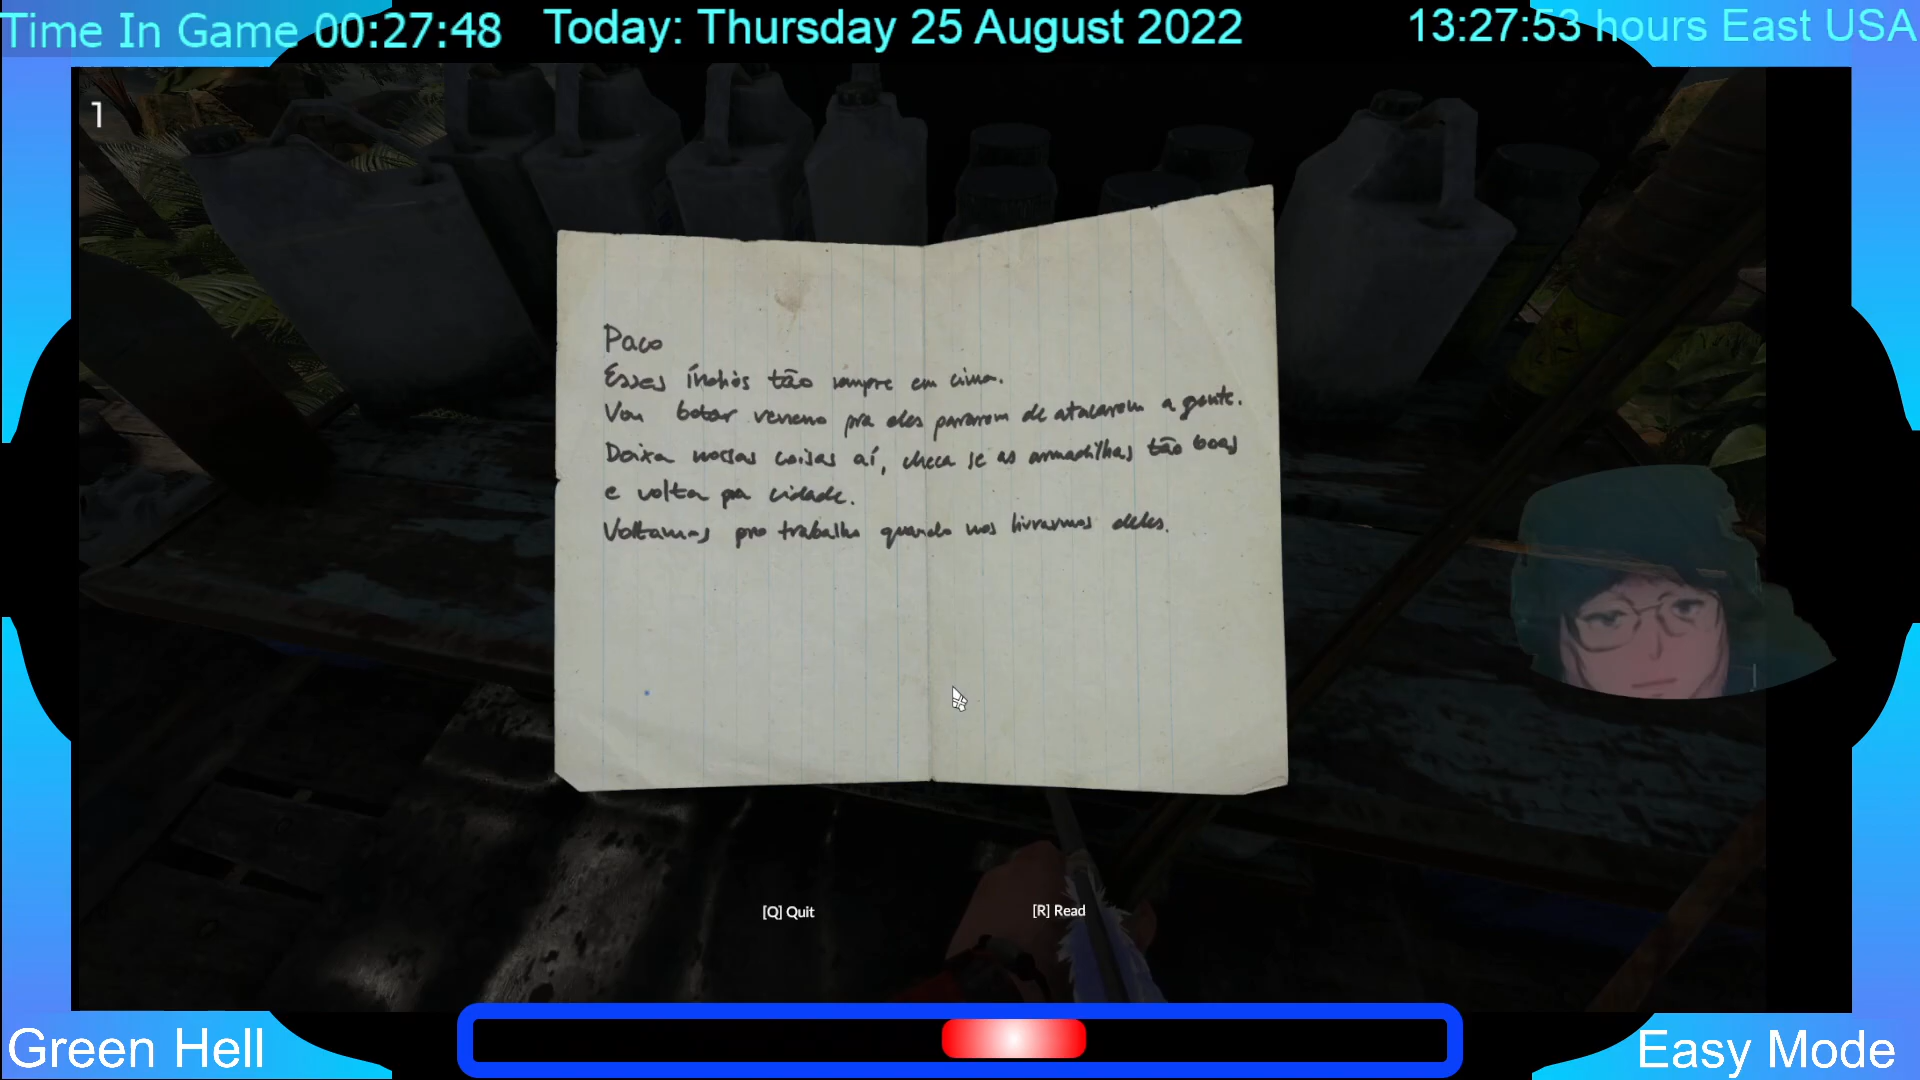 Time In Game 00:27:48 Today: Thursday 25 August 2022 13:27:53 hours East USA
1
Paco
Esses índios tão sempre em cima.
Vou botar veneno pra eles pararem de atacarem a gente.
Deixa nossas coisas aí, checa se as armadilhas tão boas
e volta pra cidade.
Voltamos pro trabalho quando nos livrarmos deles.
[Q] Quit [R] Read
Green Hell Easy Mode